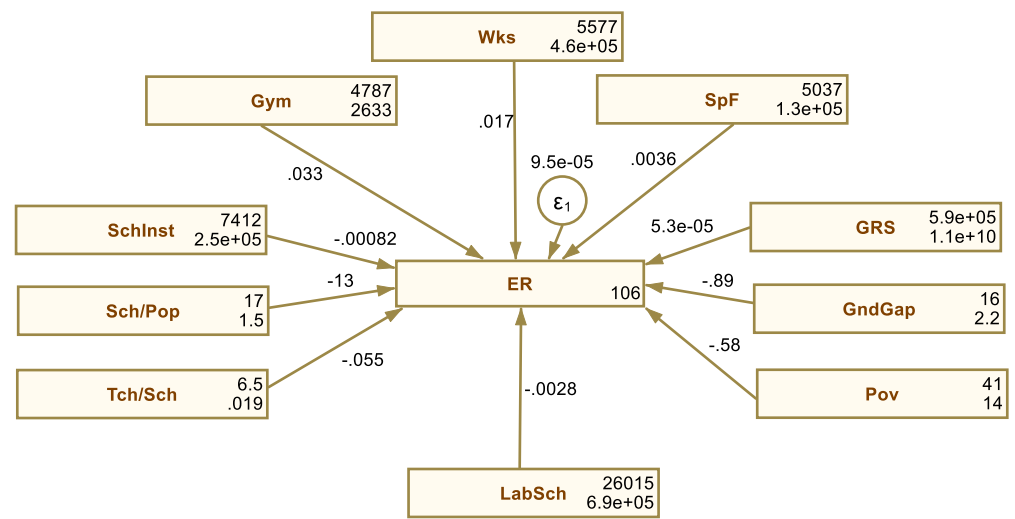 Wks
5577
4.6e+05
Gym
4787
2633
SpF
5037
1.3e+05
.017
.033
9.5e-05
.0036
ε₁
SchInst
7412
2.5e+05
-.00082
5.3e-05
GRS
5.9e+05
1.1e+10
Sch/Pop
17
1.5
-13
ER
106
-.89
GndGap
16
2.2
Tch/Sch
6.5
.019
-.055
-.58
Pov
41
14
-.0028
LabSch
26015
6.9e+05